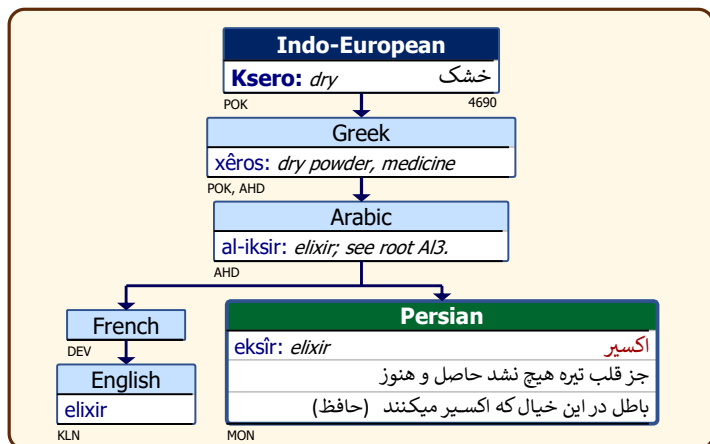 Indo-European
Ksero: dry خشک
POK 4690
Greek
xêros: dry powder, medicine
POK, AHD
Arabic
al-iksir: elixir; see root Al3.
AHD
French
DEV
English
elixir
KLN
Persian
eksîr: elixir اکسیر
جز قلب تیره هیچ نشد حاصل و هنوز
باطل در این خیال که اکسیر میکنند (حافظ)
MON